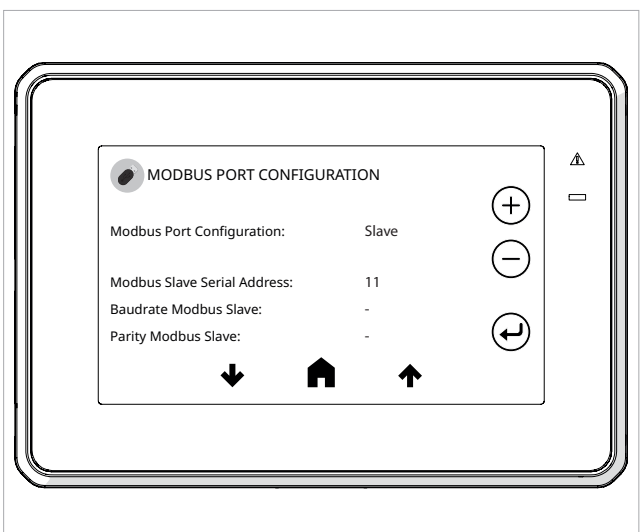 MODBUS PORT CONFIGURATION
Modbus Port Configuration: Slave
Modbus Slave Serial Address: 11
Baudrate Modbus Slave: -
Parity Modbus Slave: -